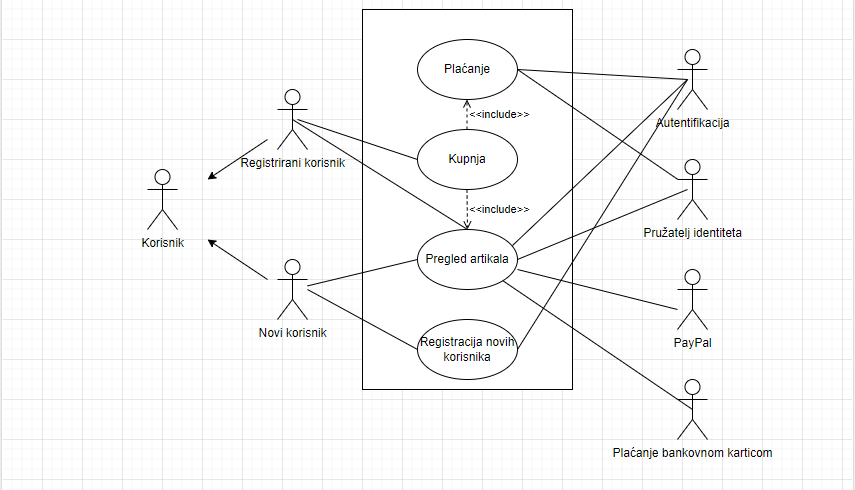 Plaćanje
<<include>>
Autentifikacija
Registrirani korisnik
Kupnja
<<include>>
Korisnik
Pružatelj identiteta
Pregled artikala
Novi korisnik
Registracija novih
korisnika
PayPal
Plaćanje bankovnom karticom